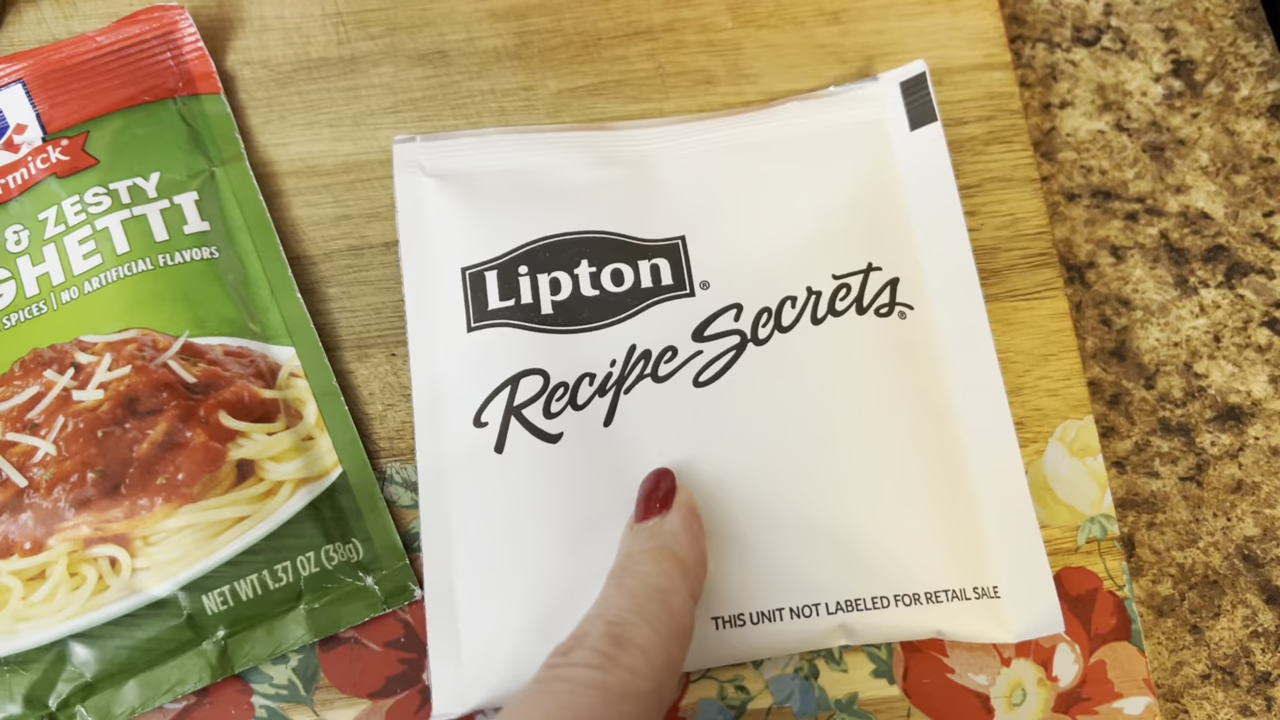 & ZESTY
GHETTI
SPICES | NO ARTIFICIAL FLAVORS
NET WT 1.37 OZ (38g)
Lipton®
Recipe Secrets®
THIS UNIT NOT LABELED FOR RETAIL SALE